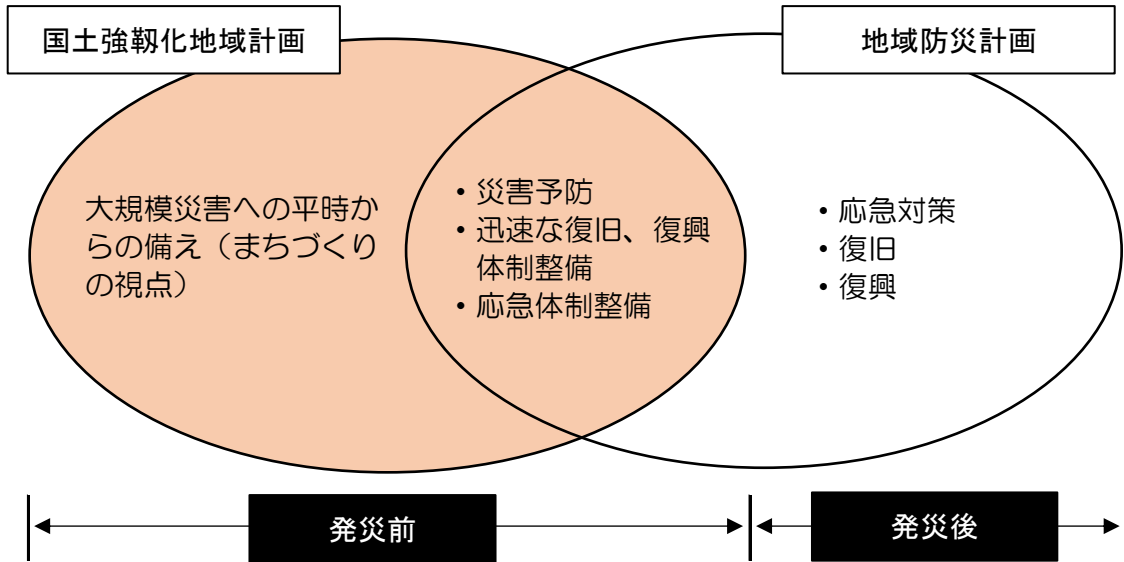 国土強靱化地域計画
地域防災計画
大規模災害への平時か
らの備え（まちづくり
の視点）
・災害予防
・迅速な復旧、復興
体制整備
・応急体制整備
・応急対策
・復旧
・復興
発災前
発災後